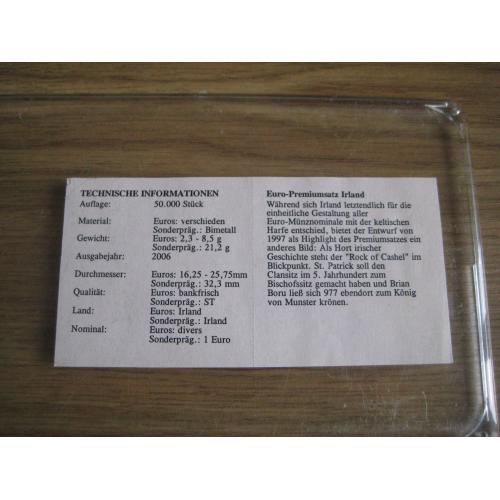 TECHNISCHE INFORMATIONEN
Auflage: 50.000 Stück
Material: Euros: verschieden
Sonderpräg.: Bimetall
Gewicht: Euros: 2,3 - 8,5 g
Sonderpräg.: 21,2 g
Ausgabejahr: 2006
Durchmesser: Euros: 16,25 - 25,75mm
Sonderpräg.: 32,3 mm
Qualität: Euros: bankfrisch
Sonderpräg.: ST
Land: Euros: Irland
Sonderpräg.: Irland
Nominal: Euros: divers
Sonderpräg.: 1 Euro
Euro-Premiumsatz Irland
Während sich Irland letztendlich für die
einheitliche Gestaltung aller
Euro-Münznominale mit der keltischen
Harfe entschied, bietet der Entwurf von
1997 als Highlight des Premiumsatzes ein
anderes Bild: Als Hort irischer
Geschichte steht der "Rock of Cashel" im
Blickpunkt. St. Patrick soll den
Clansitz im 5. Jahrhundert zum
Bischofssitz gemacht haben und Brian
Boru ließ sich 977 ebendort zum König
von Munster krönen.